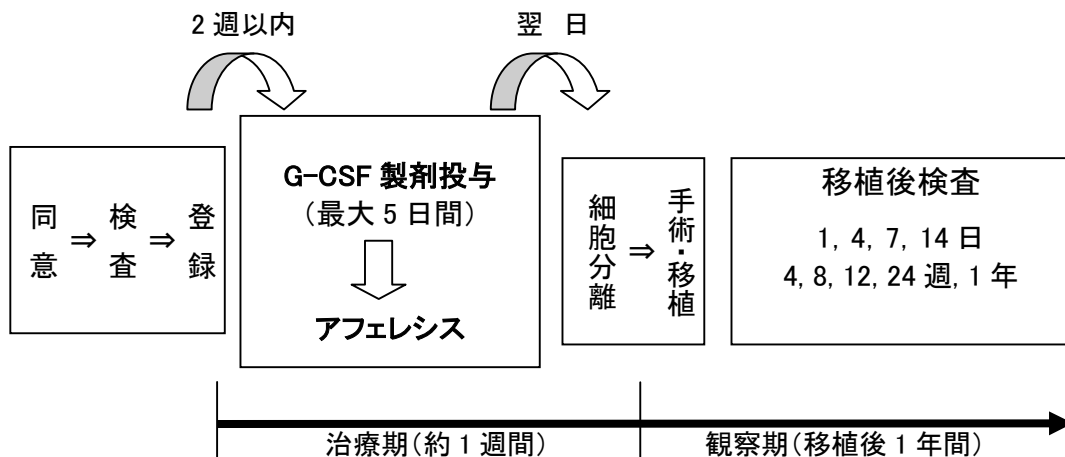 2週以内
翌 日
同意 ⇒ 検査 ⇒ 登録
G-CSF 製剤投与
(最大 5 日間)
アフェレシス
細胞分離 ⇒ 手術・移植
移植後検査
1, 4, 7, 14 日
4, 8, 12, 24 週, 1 年
治療期(約 1 週間)
観察期(移植後 1 年間)